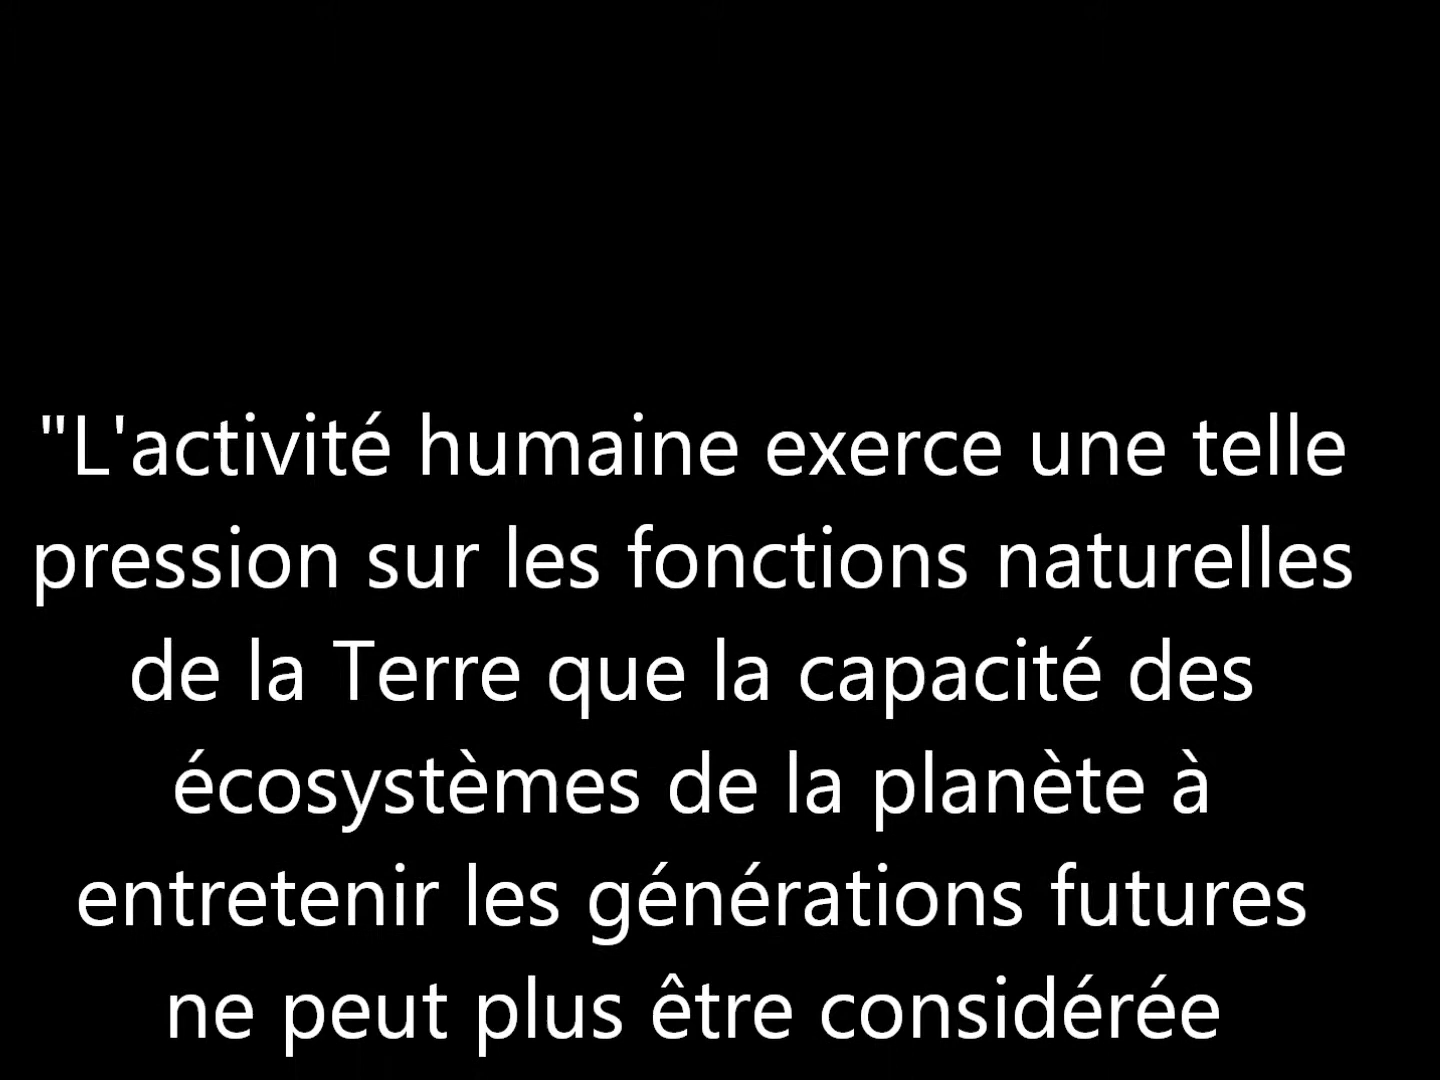 "L'activité humaine exerce une telle
pression sur les fonctions naturelles
de la Terre que la capacité des
écosystèmes de la planète à
entretenir les générations futures
ne peut plus être considérée